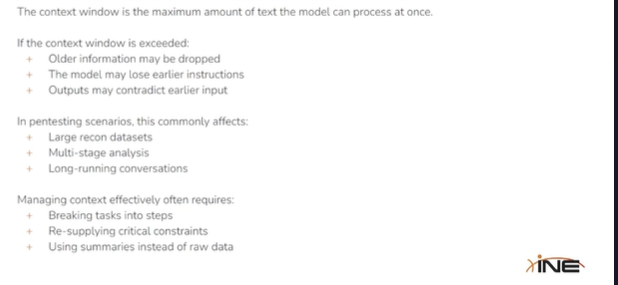 The context window is the maximum amount of text the model can process at once.
If the context window is exceeded:
+ Older information may be dropped
+ The model may lose earlier instructions
+ Outputs may contradict earlier input
In pentesting scenarios, this commonly affects:
+ Large recon datasets
+ Multi-stage analysis
+ Long-running conversations
Managing context effectively often requires:
+ Breaking tasks into steps
+ Re-supplying critical constraints
+ Using summaries instead of raw data
INE